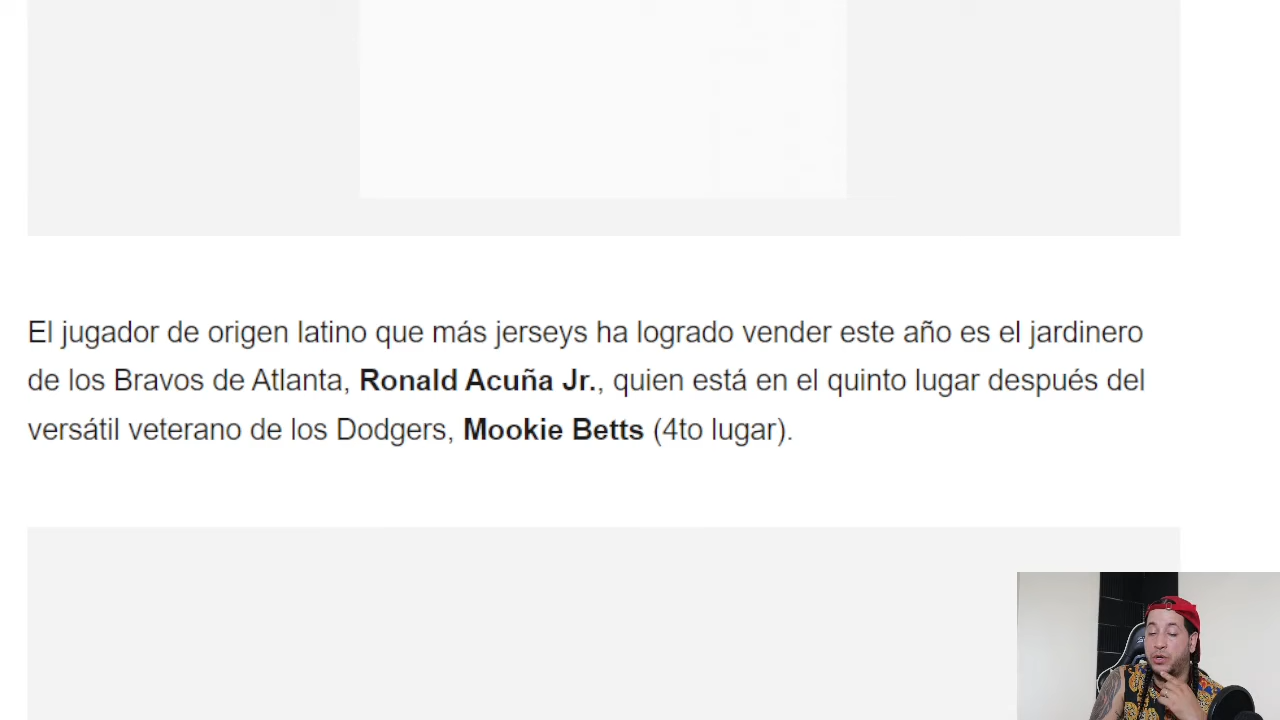 El jugador de origen latino que más jerseys ha logrado vender este año es el jardinero
de los Bravos de Atlanta, Ronald Acuña Jr., quien está en el quinto lugar después del
versátil veterano de los Dodgers, Mookie Betts (4to lugar).